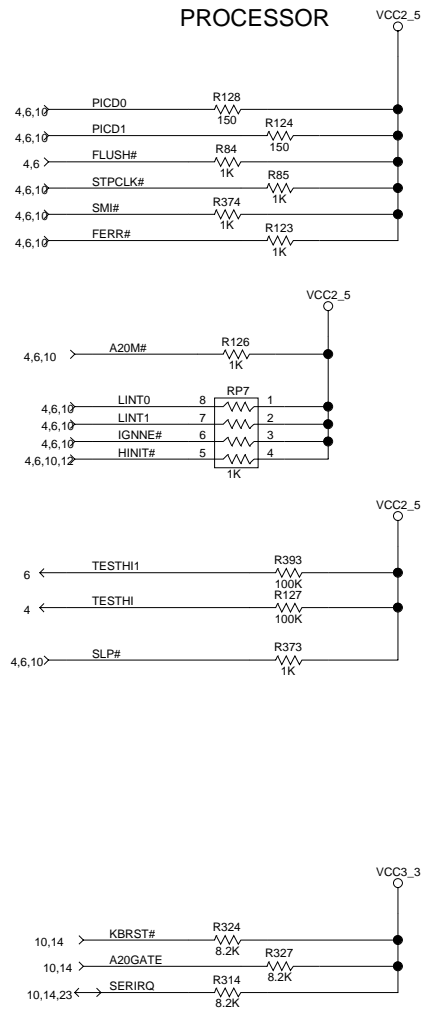 PROCESSOR
VCC2_5
4,6,10 PICD0 R128 150
4,6,10 PICD1 R124 150
4,6 FLUSH# R84 1K
4,6,10 STPCLK# R85 1K
4,6,10 SMI# R374 1K
4,6,10 FERR# R123 1K
VCC2_5
4,6,10 A20M# R126 1K
RP7
4,6,10 LINT0 8 1
4,6,10 LINT1 7 2
4,6,10 IGNNE# 6 3
4,6,10,12 HINIT# 5 4
1K
VCC2_5
6 TESTHI1 R393 100K
4 TESTHI R127 100K
4,6,10 SLP# R373 1K
VCC3_3
10,14 KBRST# R324 8.2K
10,14 A20GATE R327 8.2K
10,14,23 SERIRQ R314 8.2K